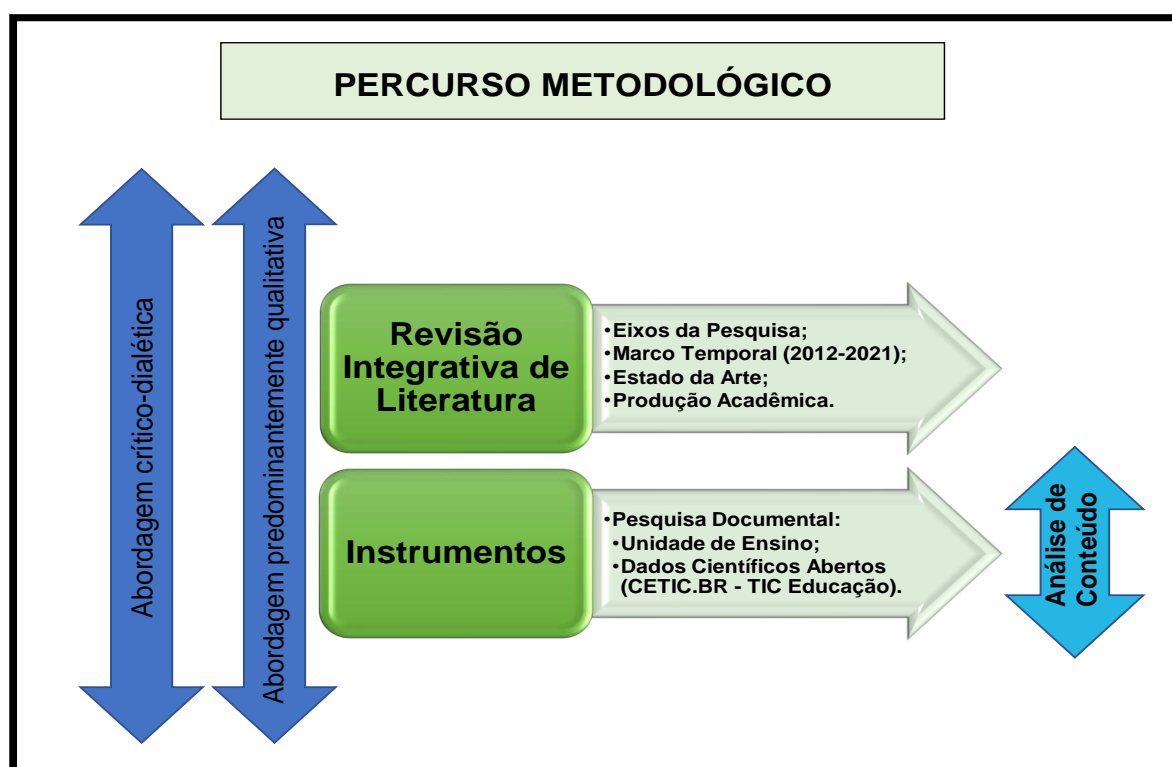 PERCURSO METODOLÓGICO
Abordagem crítico-dialética
Abordagem predominantemente qualitativa
Revisão
Integrativa de
Literatura
•Eixos da Pesquisa;
•Marco Temporal (2012-2021);
•Estado da Arte;
•Produção Acadêmica.
Instrumentos
•Pesquisa Documental:
•Unidade de Ensino;
•Dados Científicos Abertos
(CETIC.BR - TIC Educação).
Análise de
Conteúdo